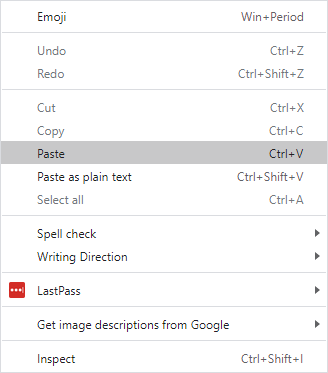 Emoji Win+Period
Undo Ctrl+Z
Redo Ctrl+Shift+Z
Cut Ctrl+X
Copy Ctrl+C
Paste Ctrl+V
Paste as plain text Ctrl+Shift+V
Select all Ctrl+A
Spell check
Writing Direction
LastPass
Get image descriptions from Google
Inspect Ctrl+Shift+I